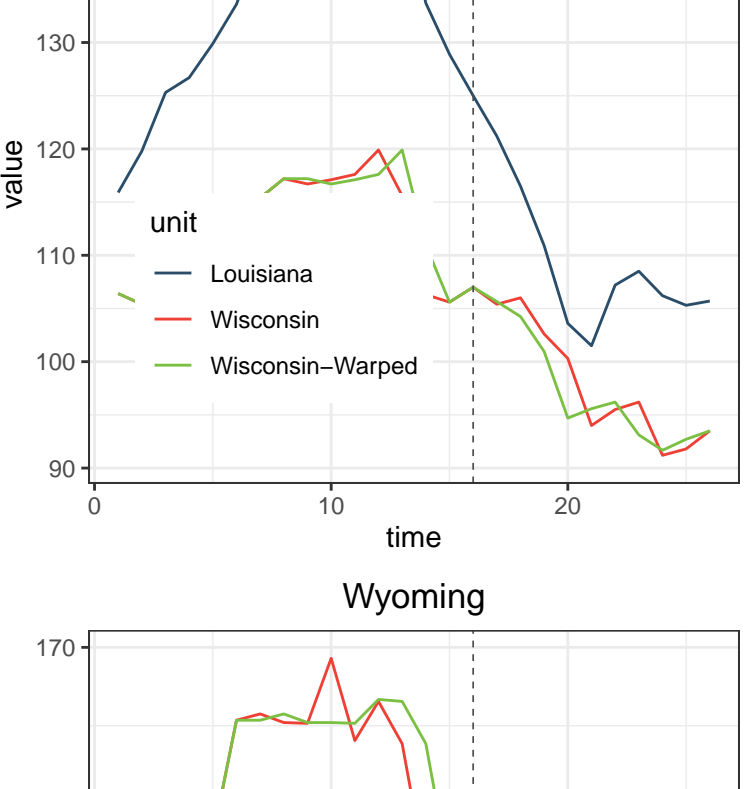 130
120
110
100
90
value
unit
Louisiana
Wisconsin
Wisconsin−Warped
0 10 20
time
Wyoming
170